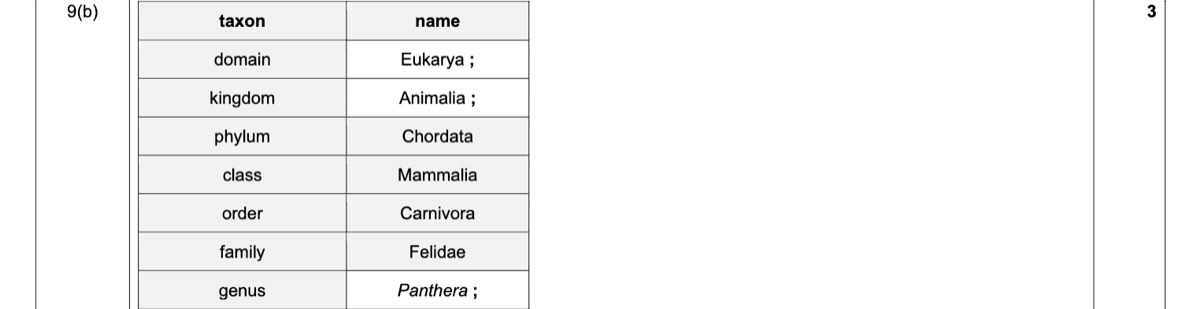 9(b) taxon name 3
domain Eukarya ;
kingdom Animalia ;
phylum Chordata
class Mammalia
order Carnivora
family Felidae
genus Panthera ;